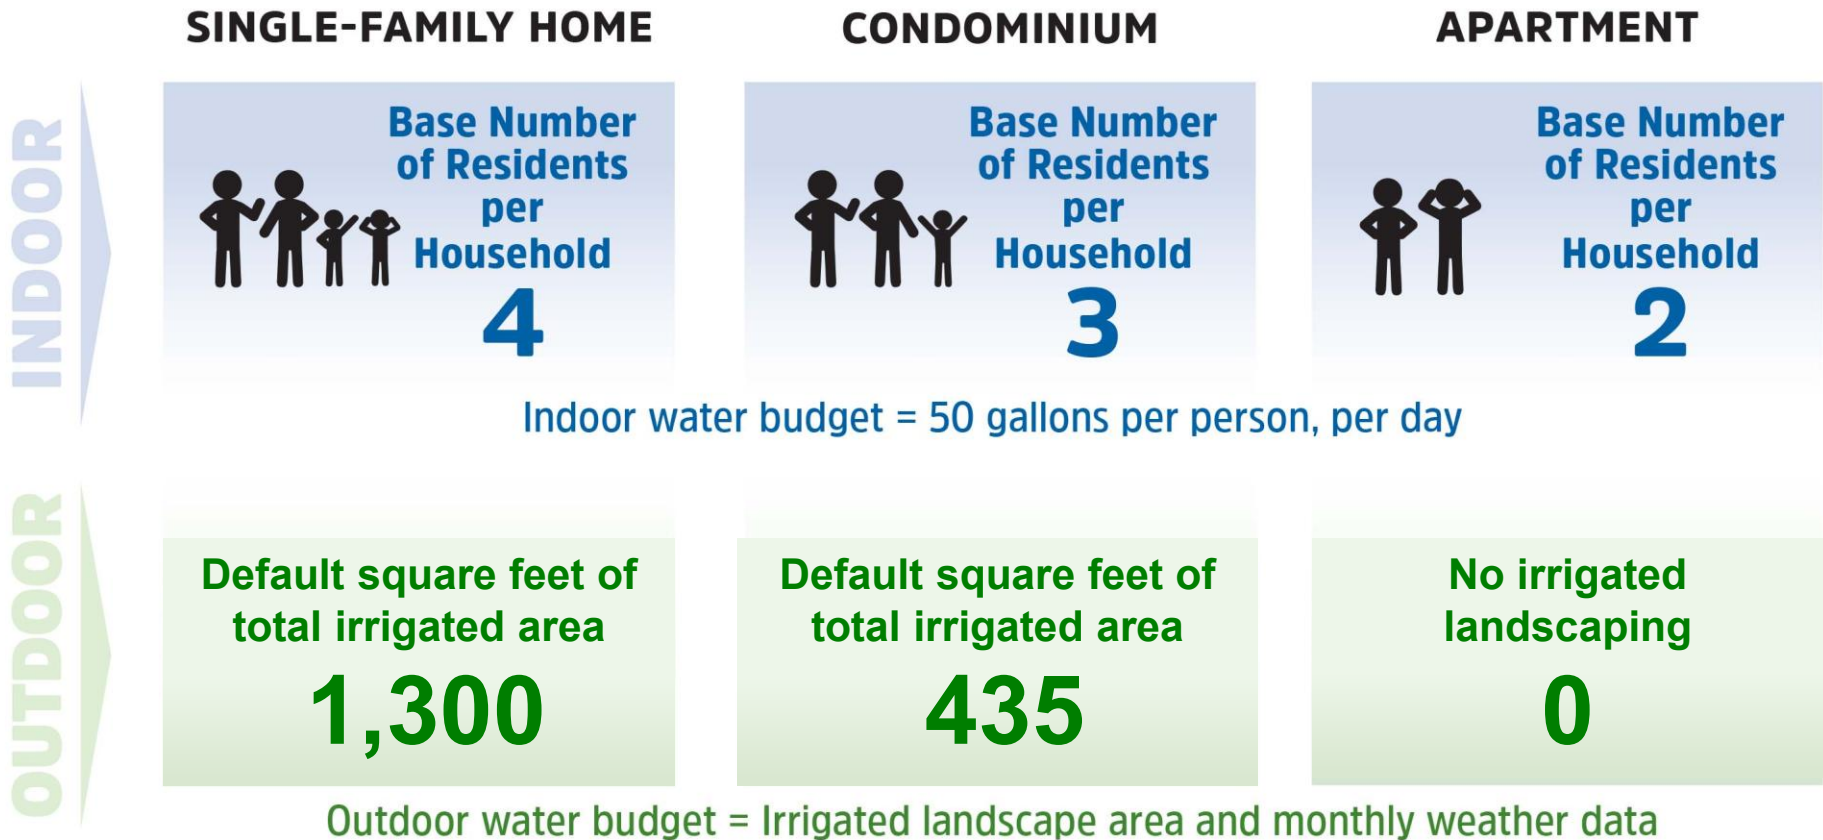 SINGLE-FAMILY HOME
CONDOMINIUM
APARTMENT
INDOOR
Base Number
of Residents
per
Household
4
Base Number
of Residents
per
Household
3
Base Number
of Residents
per
Household
2
Indoor water budget = 50 gallons per person, per day
OUTDOOR
Default square feet of
total irrigated area
1,300
Default square feet of
total irrigated area
435
No irrigated
landscaping
0
Outdoor water budget = Irrigated landscape area and monthly weather data